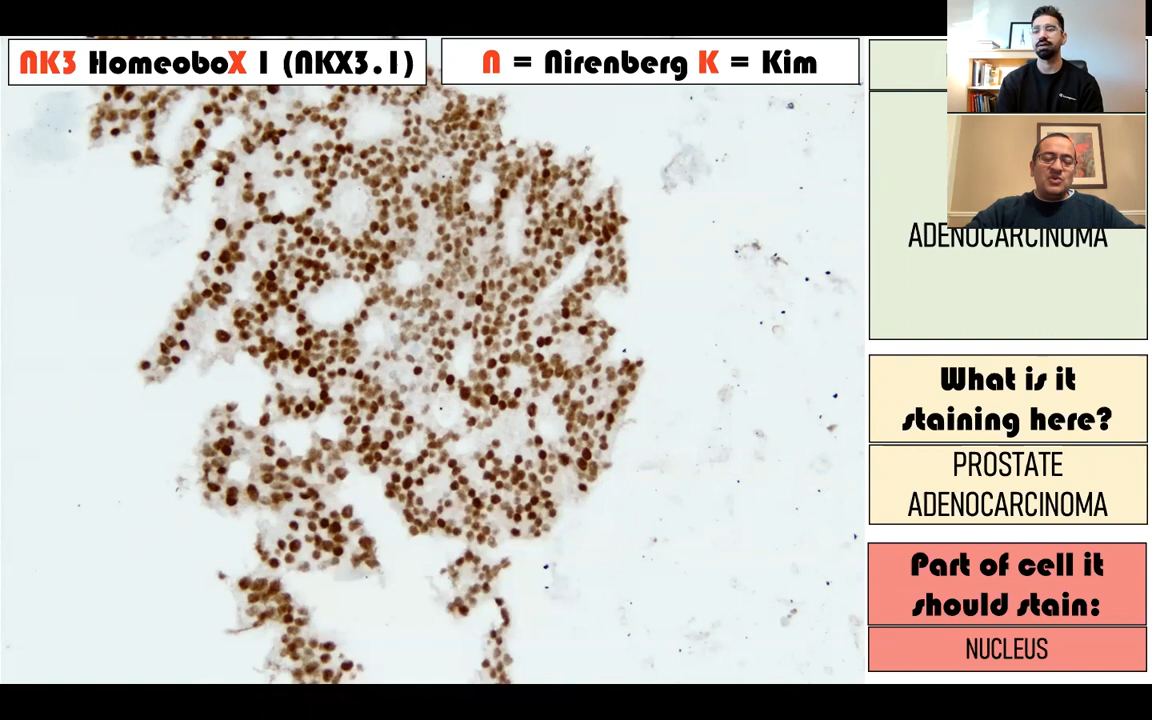 NK3 HomeoboX 1 (NKX3.1)
N = Nirenberg K = Kim
ADENOCARCINOMA
What is it
staining here?
PROSTATE
ADENOCARCINOMA
Part of cell it
should stain:
NUCLEUS